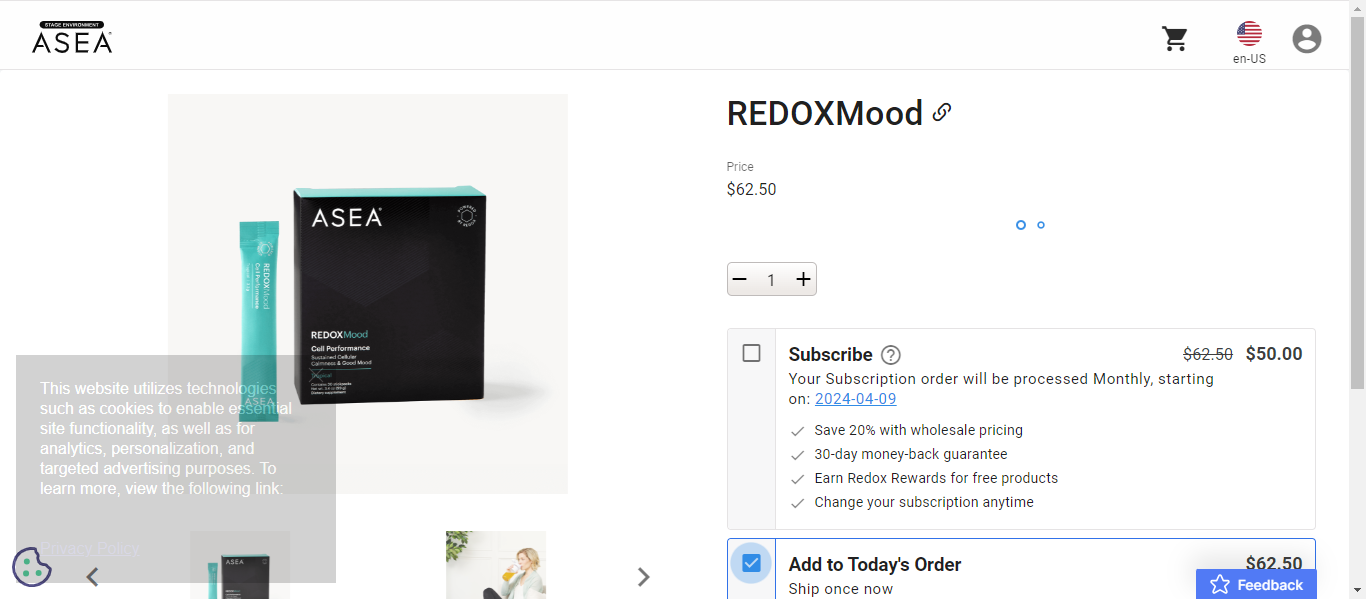 STAGE ENVIRONMENT
ASEA
en-US
REDOXMood
Price
$62.50
1
Subscribe
$62.50 $50.00
Your Subscription order will be processed Monthly, starting
on: 2024-04-09
Save 20% with wholesale pricing
30-day money-back guarantee
Earn Redox Rewards for free products
Change your subscription anytime
Add to Today's Order
$62.50
Ship once now
Feedback
ASEA
POWERED BY REDOX
REDOXMood
Cell Performance
Sustained Cellular
Calmness & Good Mood
REDOXMood
Cell Performance
ASEA
This website utilizes technologies
such as cookies to enable essential
site functionality, as well as for
analytics, personalization, and
targeted advertising purposes. To
learn more, view the following link:
Privacy Policy
ASEA